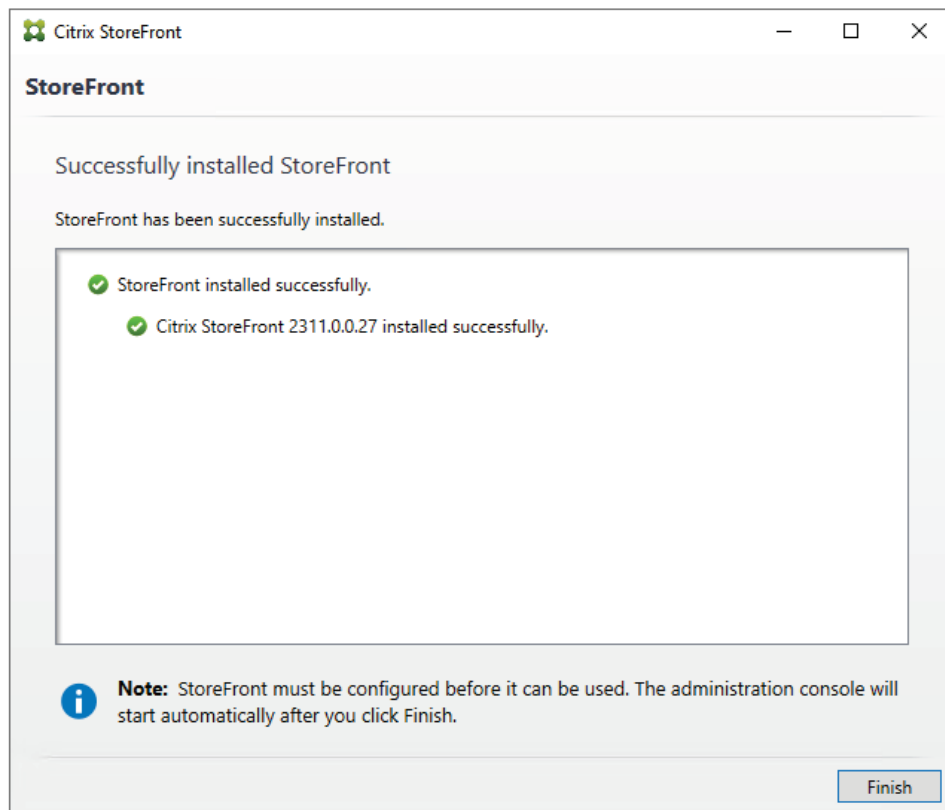 Citrix StoreFront
StoreFront
Successfully installed StoreFront
StoreFront has been successfully installed.
StoreFront installed successfully.
Citrix StoreFront 2311.0.0.27 installed successfully.
Note: StoreFront must be configured before it can be used. The administration console will
start automatically after you click Finish.
Finish